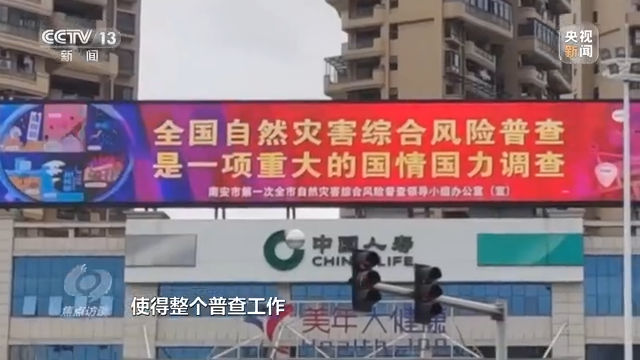 CCTV 13
新闻
央视
新闻
全国自然灾害综合风险普查
是一项重大的国情国力调查
南安市第一次全市自然灾害综合风险普查领导小组办公室（宣）
中国人寿
CHINA LIFE
焦点访谈
使得整个普查工作
美年大健康
Health